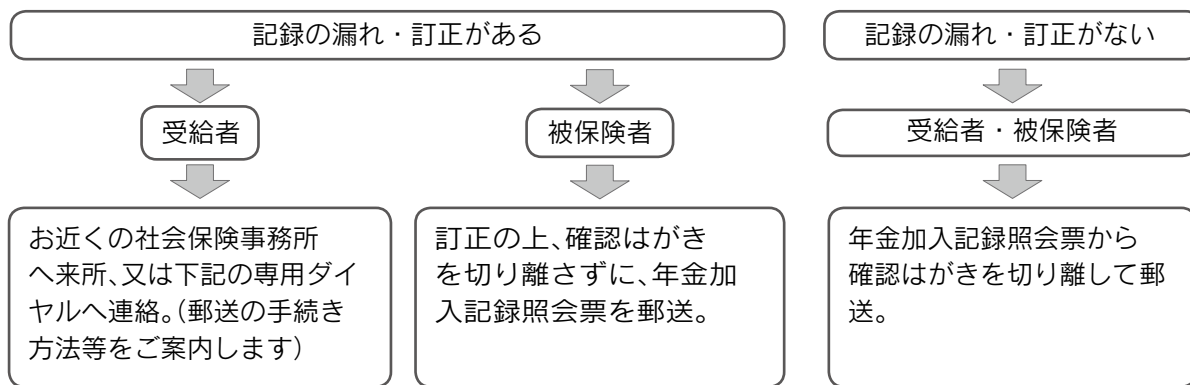 記録の漏れ・訂正がある
記録の漏れ・訂正がない
受給者
被保険者
受給者・被保険者
お近くの社会保険事務所
へ来所、又は下記の専用ダイ
ヤルへ連絡。（郵送の手続き
方法等をご案内します）
訂正の上、確認はがき
を切り離さずに、年金加
入記録照会票を郵送。
年金加入記録照会票から
確認はがきを切り離して郵
送。